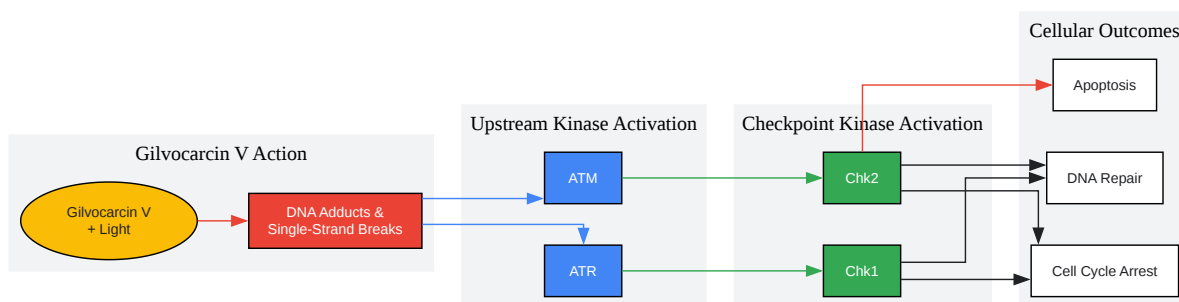 Gilvocarcin V Action
Gilvocarcin V
+ Light
DNA Adducts &
Single-Strand Breaks
Upstream Kinase Activation
ATM
ATR
Checkpoint Kinase Activation
Chk2
Chk1
Cellular Outcomes
Apoptosis
DNA Repair
Cell Cycle Arrest